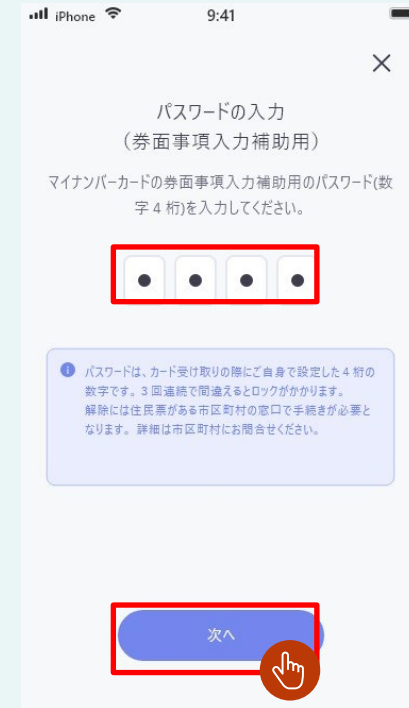 iPhone 9:41
パスワードの入力
（券面事項入力補助用）
マイナンバーカードの券面事項入力補助用のパスワード(数
字４桁)を入力してください。
パスワードは、カード受け取りの際にご自身で設定した４桁の
数字です。３回連続で間違えるとロックがかかります。
解除には住民票がある市区町村の窓口で手続きが必要と
なります。詳細は市区町村にお問合せください。
次へ